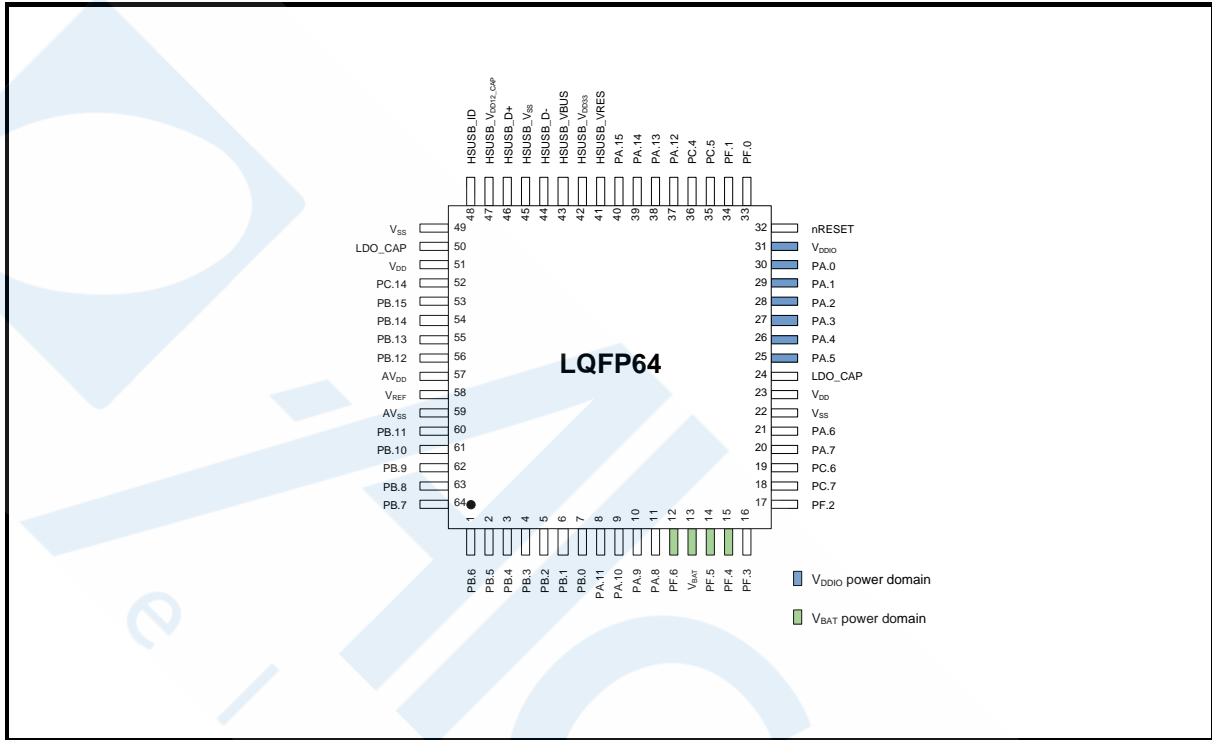 HSUSB_ID
HSUSB_VDD12_CAP
HSUSB_D+
HSUSB_VSS
HSUSB_D-
HSUSB_VBUS
HSUSB_VDD33
HSUSB_VRES
PA.15
PA.14
PA.13
PA.12
PC.4
PC.5
PF.1
PF.0
48
47
46
45
44
43
42
41
40
39
38
37
36
35
34
33
VSS 49
LDO_CAP 50
VDD 51
PC.14 52
PB.15 53
PB.14 54
PB.13 55
PB.12 56
AVDD 57
VREF 58
AVSS 59
PB.11 60
PB.10 61
PB.9 62
PB.8 63
PB.7 64
LQFP64
32 nRESET
31 VDDIO
30 PA.0
29 PA.1
28 PA.2
27 PA.3
26 PA.4
25 PA.5
24 LDO_CAP
23 VDD
22 VSS
21 PA.6
20 PA.7
19 PC.6
18 PC.7
17 PF.2
1
2
3
4
5
6
7
8
9
10
11
12
13
14
15
16
PB.6
PB.5
PB.4
PB.3
PB.2
PB.1
PB.0
PA.11
PA.10
PA.9
PA.8
PF.6
VBAT
PF.5
PF.4
PF.3
VDDIO power domain
VBAT power domain